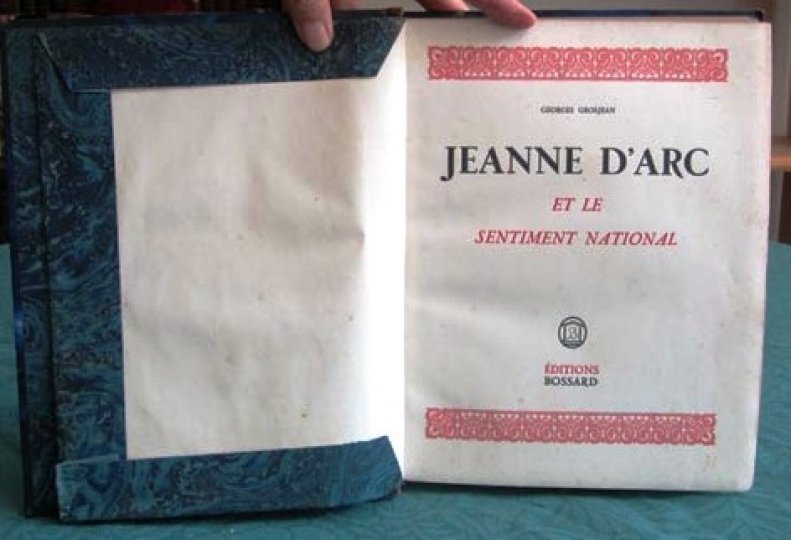 GEORGES GROSJEAN
JEANNE D'ARC
ET LE
SENTIMENT NATIONAL
ÉDITIONS
BOSSARD